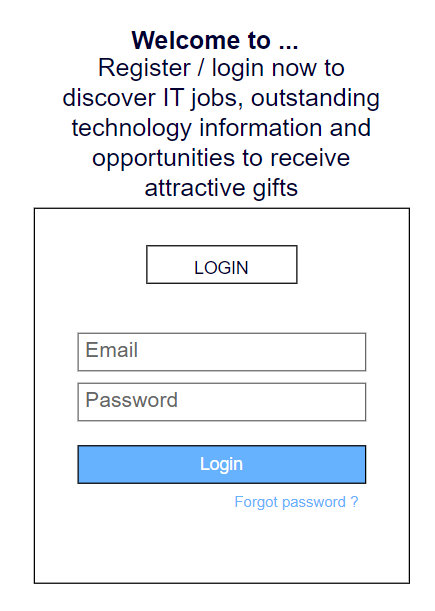 Welcome to ...
Register / login now to
discover IT jobs, outstanding
technology information and
opportunities to receive
attractive gifts
LOGIN
Email
Password
Login
Forgot password ?